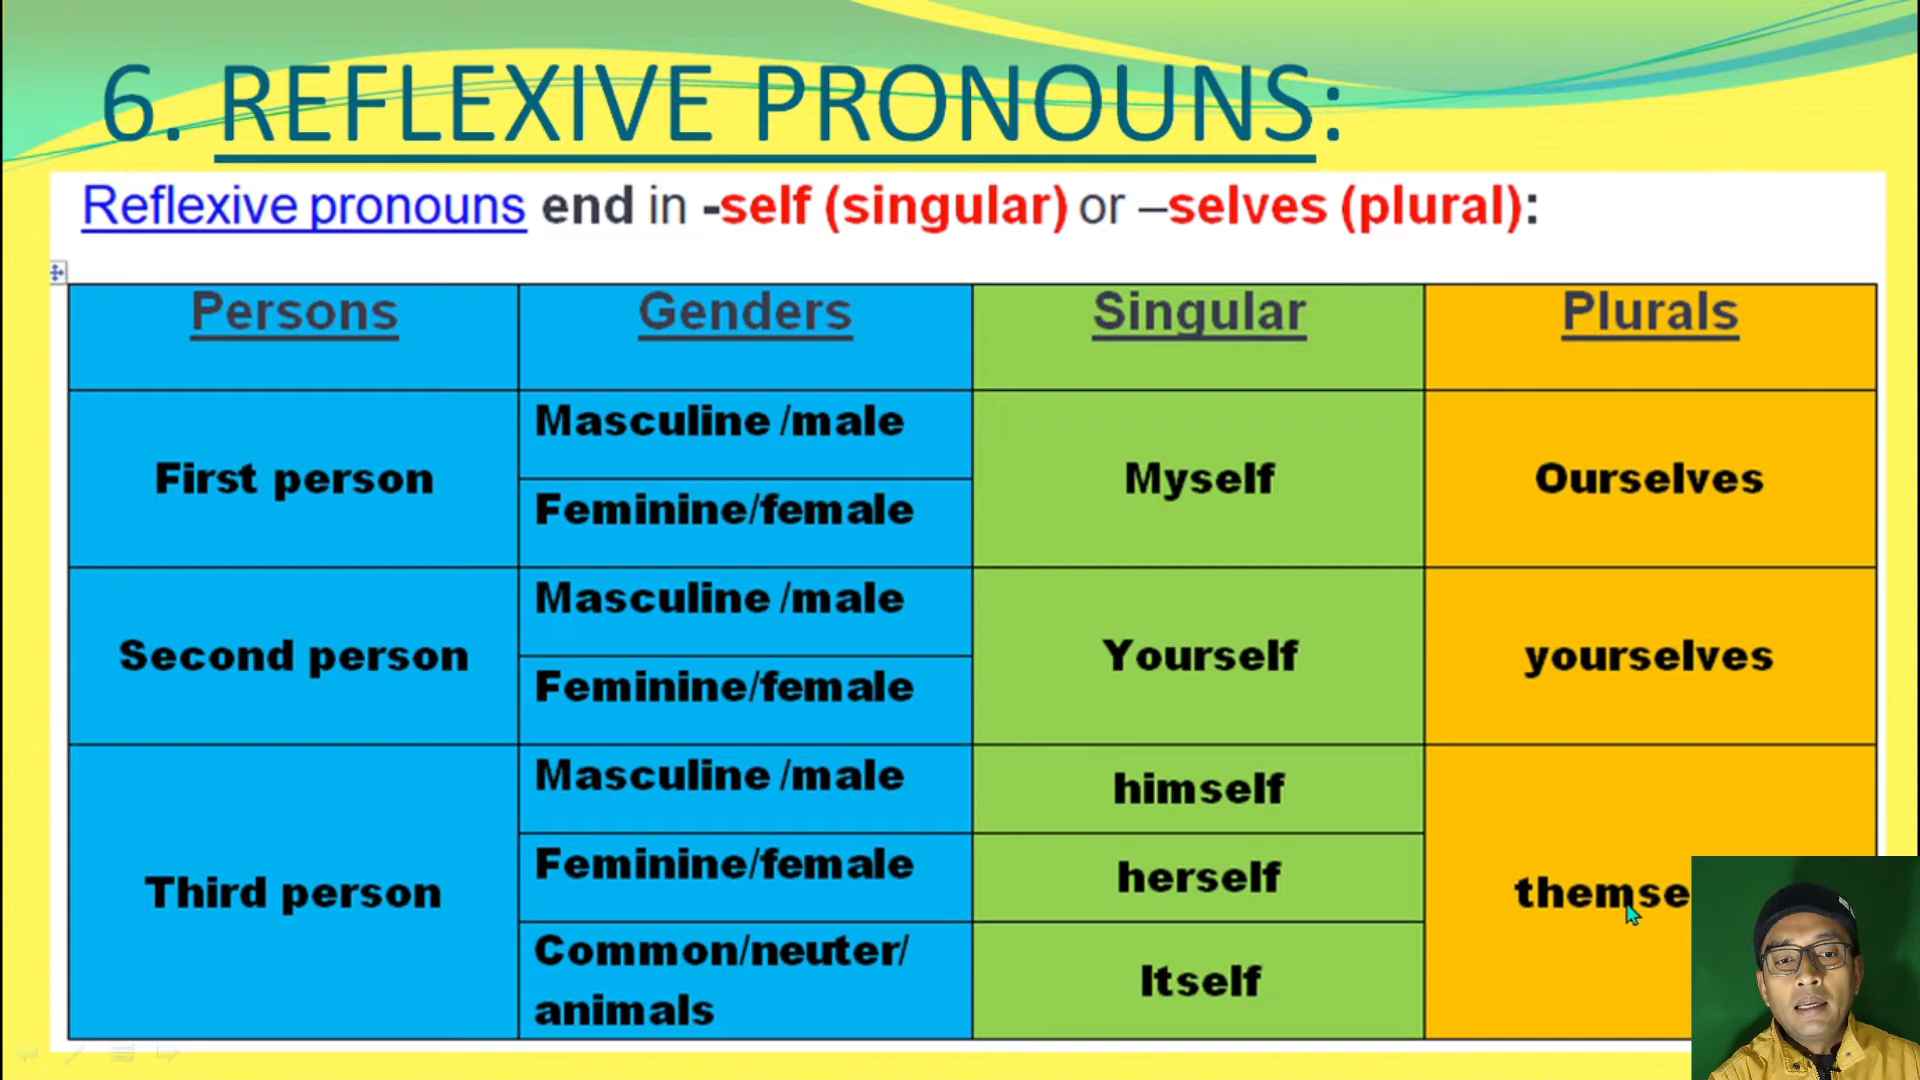 6. REFLEXIVE PRONOUNS:
Reflexive pronouns end in -self (singular) or –selves (plural):
Persons Genders Singular Plurals
First person
Masculine /male
Feminine/female
Myself
Ourselves
Second person
Masculine /male
Feminine/female
Yourself
yourselves
Third person
Masculine /male
himself
Feminine/female
herself
Common/neuter/
animals
Itself